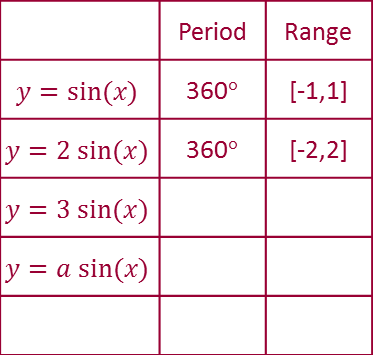 Period Range
y = sin(x) 360° [-1,1]
y = 2 sin(x) 360° [-2,2]
y = 3 sin(x)
y = a sin(x)